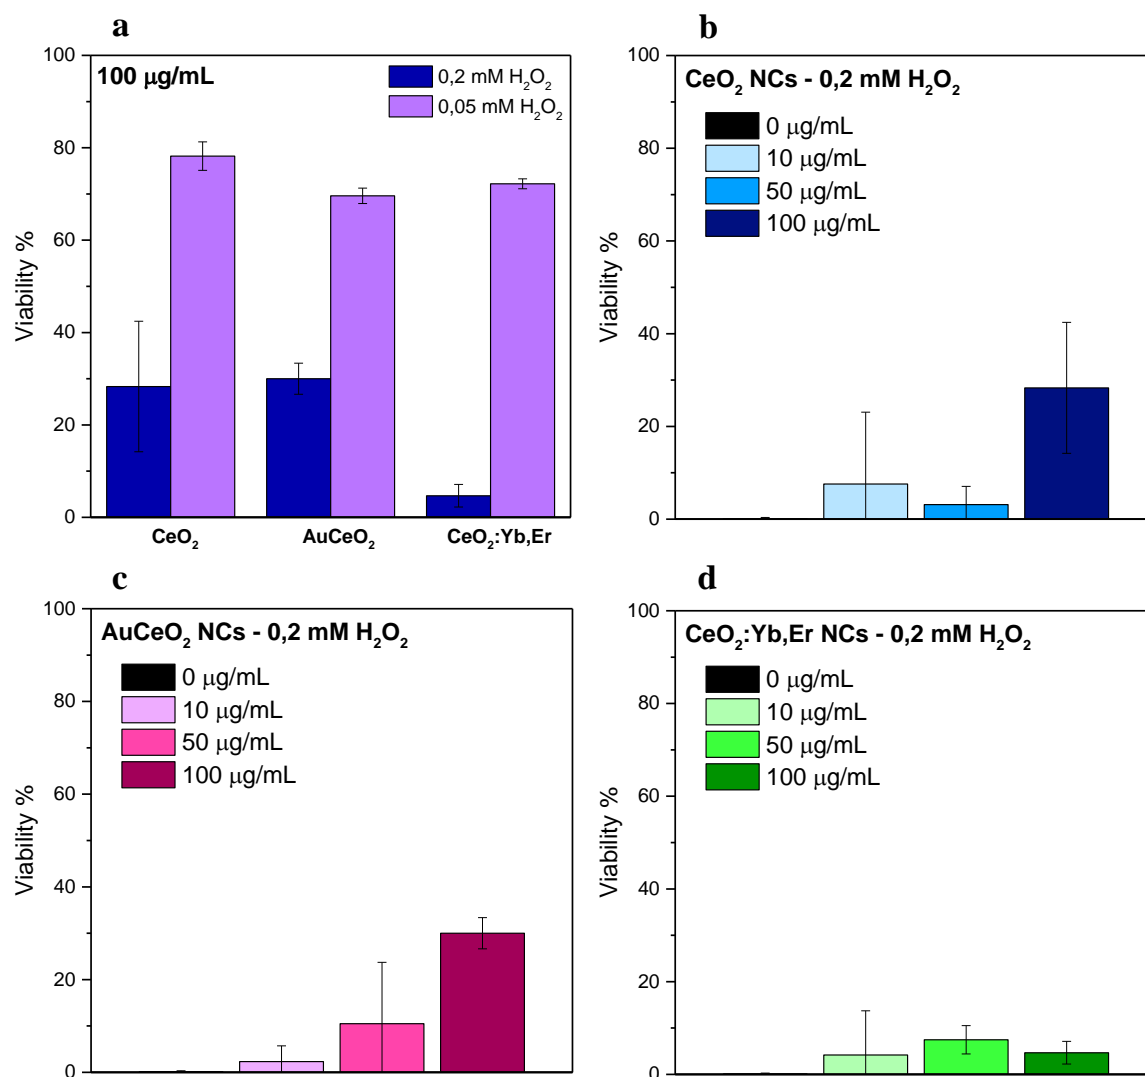 a
100 μg/mL
0,2 mM H₂O₂
0,05 mM H₂O₂
Viability %
100
80
60
40
20
0
CeO₂ AuCeO₂ CeO₂:Yb,Er
b
CeO₂ NCs - 0,2 mM H₂O₂
0 μg/mL
10 μg/mL
50 μg/mL
100 μg/mL
Viability %
100
80
60
40
20
0
c
AuCeO₂ NCs - 0,2 mM H₂O₂
0 μg/mL
10 μg/mL
50 μg/mL
100 μg/mL
Viability %
100
80
60
40
20
0
d
CeO₂:Yb,Er NCs - 0,2 mM H₂O₂
0 μg/mL
10 μg/mL
50 μg/mL
100 μg/mL
Viability %
100
80
60
40
20
0